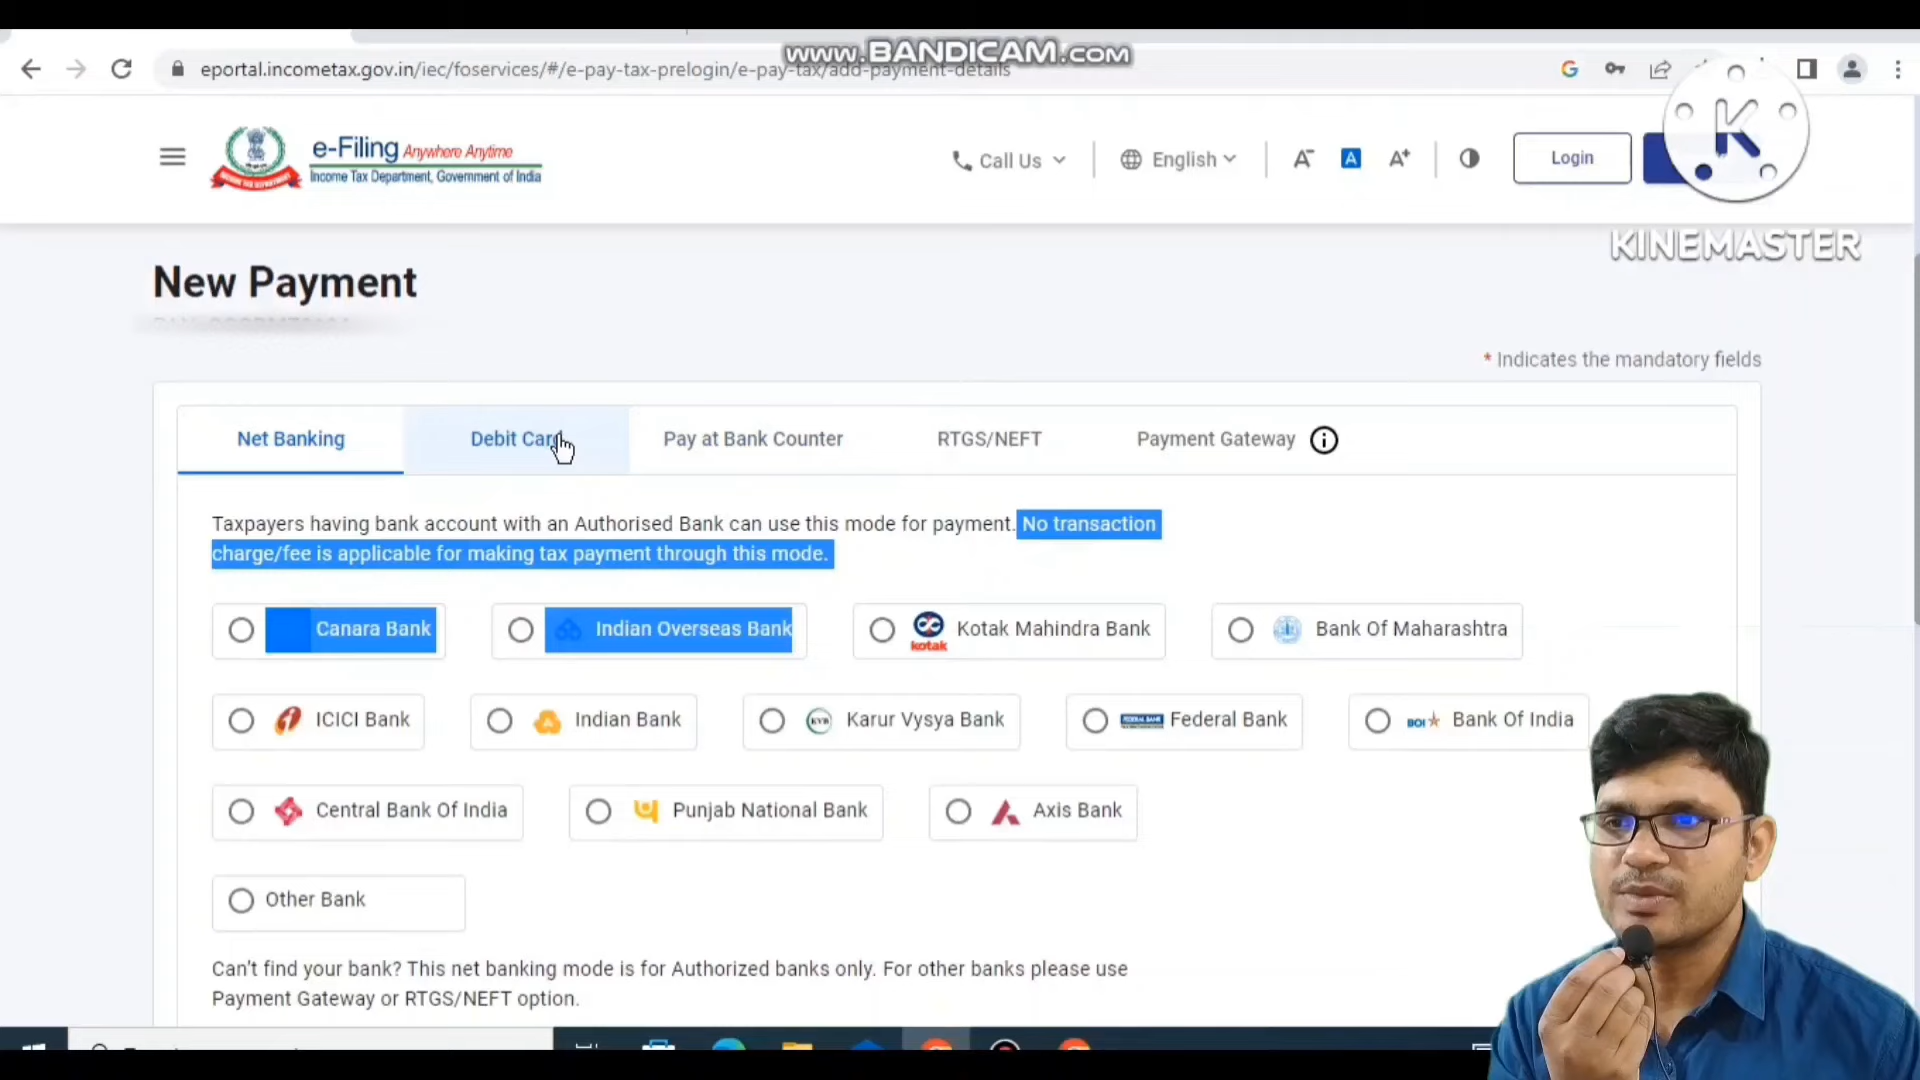 www.BANDICAM.com
eportal.incometax.gov.in/iec/foservices/#/e-pay-tax-prelogin/e-pay-tax/add-payment-details
e-Filing Anywhere Anytime
Income Tax Department, Government of India
Call Us
English
A-
A
A+
Login
K
KINEMASTER
New Payment
* Indicates the mandatory fields
Net Banking
Debit Card
Pay at Bank Counter
RTGS/NEFT
Payment Gateway
Taxpayers having bank account with an Authorised Bank can use this mode for payment. No transaction
charge/fee is applicable for making tax payment through this mode.
Canara Bank
Indian Overseas Bank
kotak
Kotak Mahindra Bank
Bank Of Maharashtra
ICICI Bank
Indian Bank
KVB
Karur Vysya Bank
FEDERAL BANK
Federal Bank
BOI
Bank Of India
Central Bank Of India
Punjab National Bank
Axis Bank
Other Bank
Can't find your bank? This net banking mode is for Authorized banks only. For other banks please use
Payment Gateway or RTGS/NEFT option.